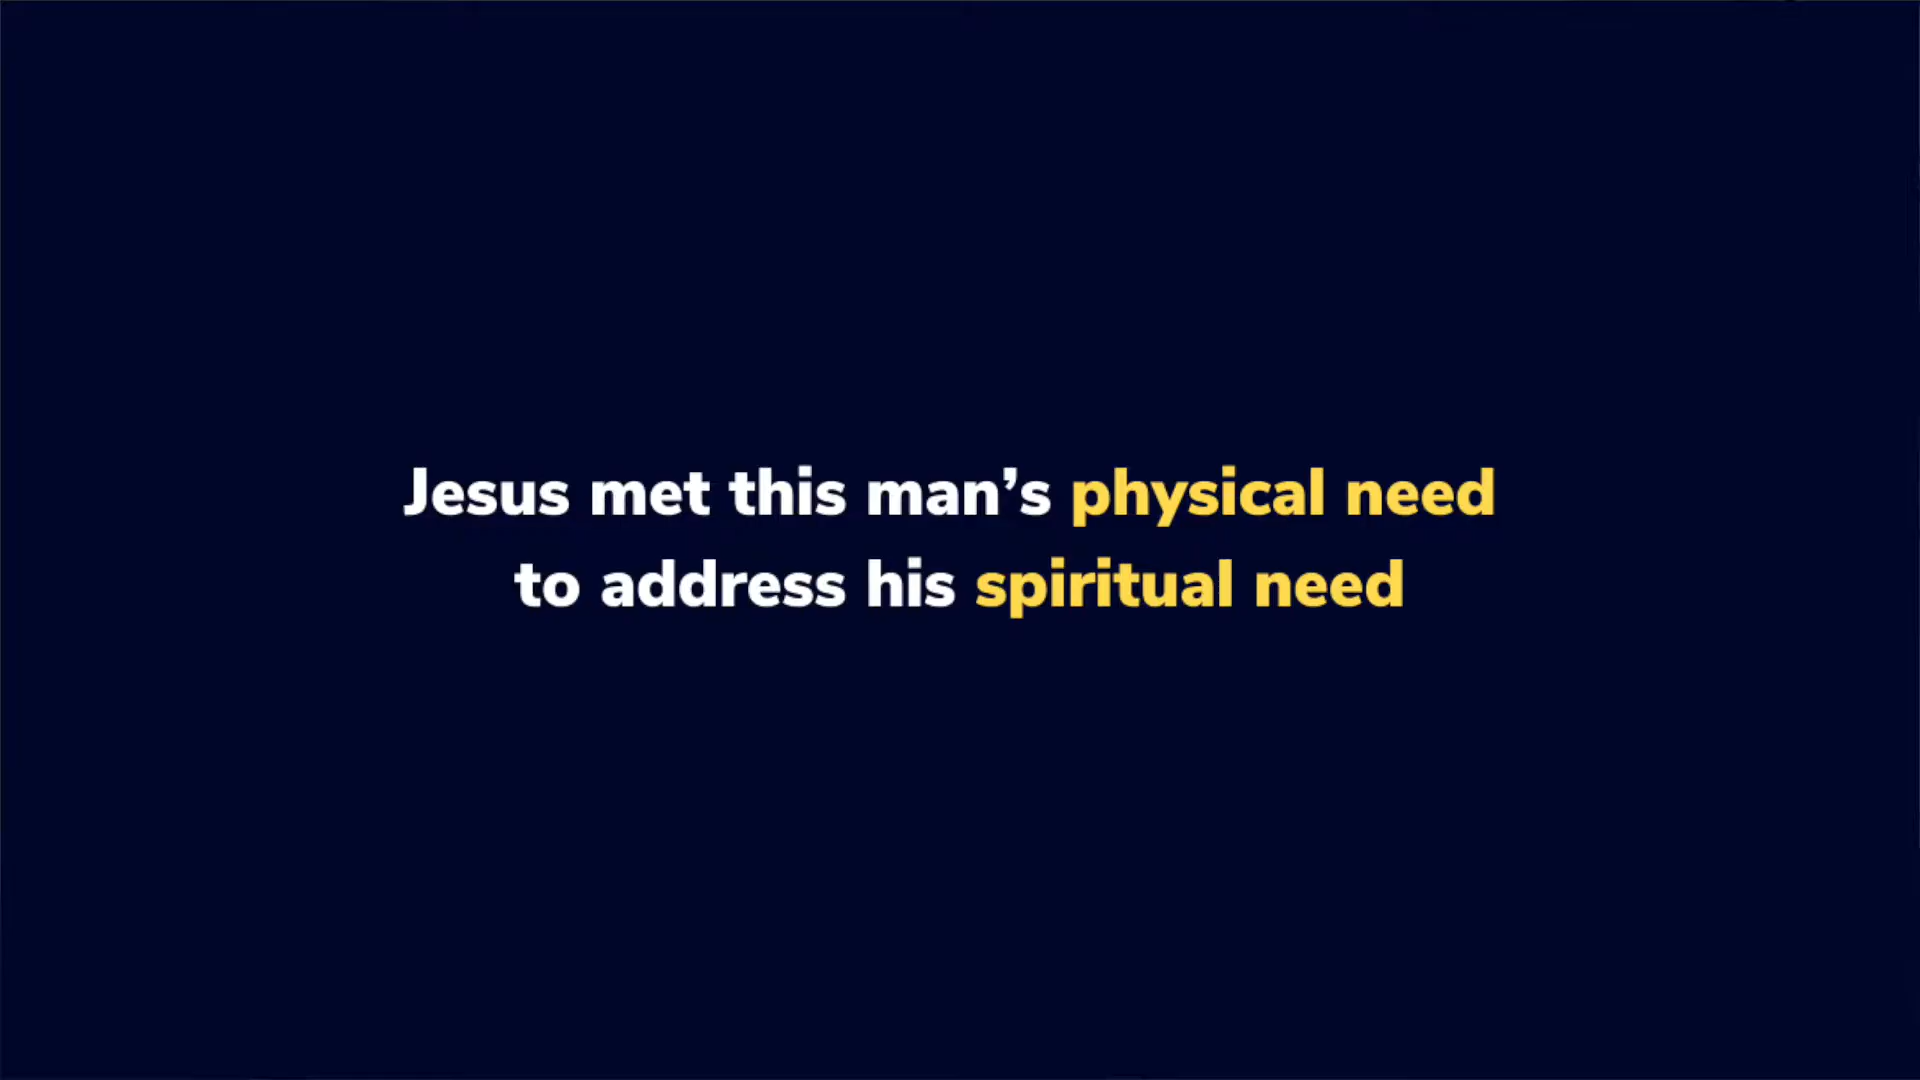 Jesus met this man’s physical need
to address his spiritual need